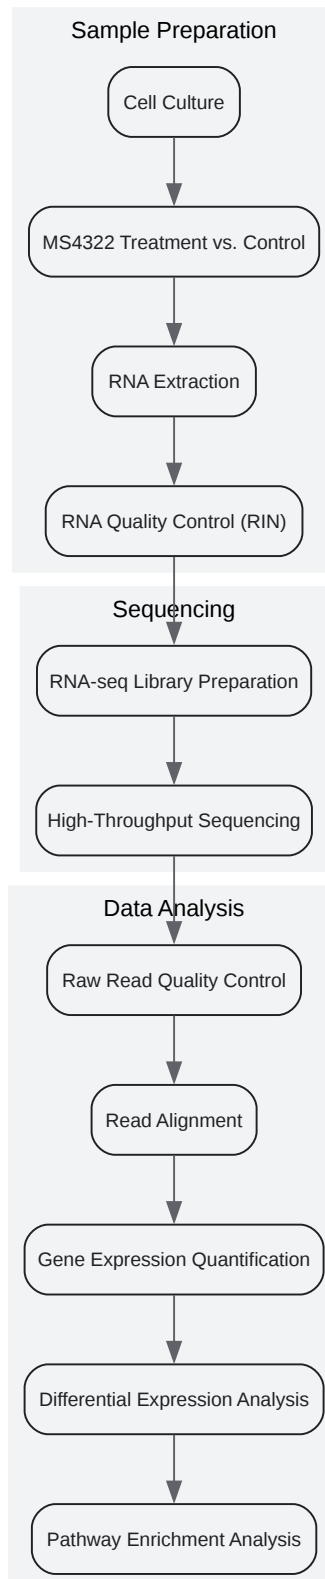 Sample Preparation
Cell Culture
MS4322 Treatment vs. Control
RNA Extraction
RNA Quality Control (RIN)
Sequencing
RNA-seq Library Preparation
High-Throughput Sequencing
Data Analysis
Raw Read Quality Control
Read Alignment
Gene Expression Quantification
Differential Expression Analysis
Pathway Enrichment Analysis